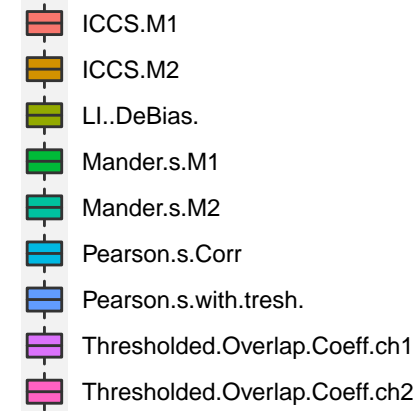 ICCS.M1
ICCS.M2
LI..DeBias.
Mander.s.M1
Mander.s.M2
Pearson.s.Corr
Pearson.s.with.tresh.
Thresholded.Overlap.Coeff.ch1
Thresholded.Overlap.Coeff.ch2